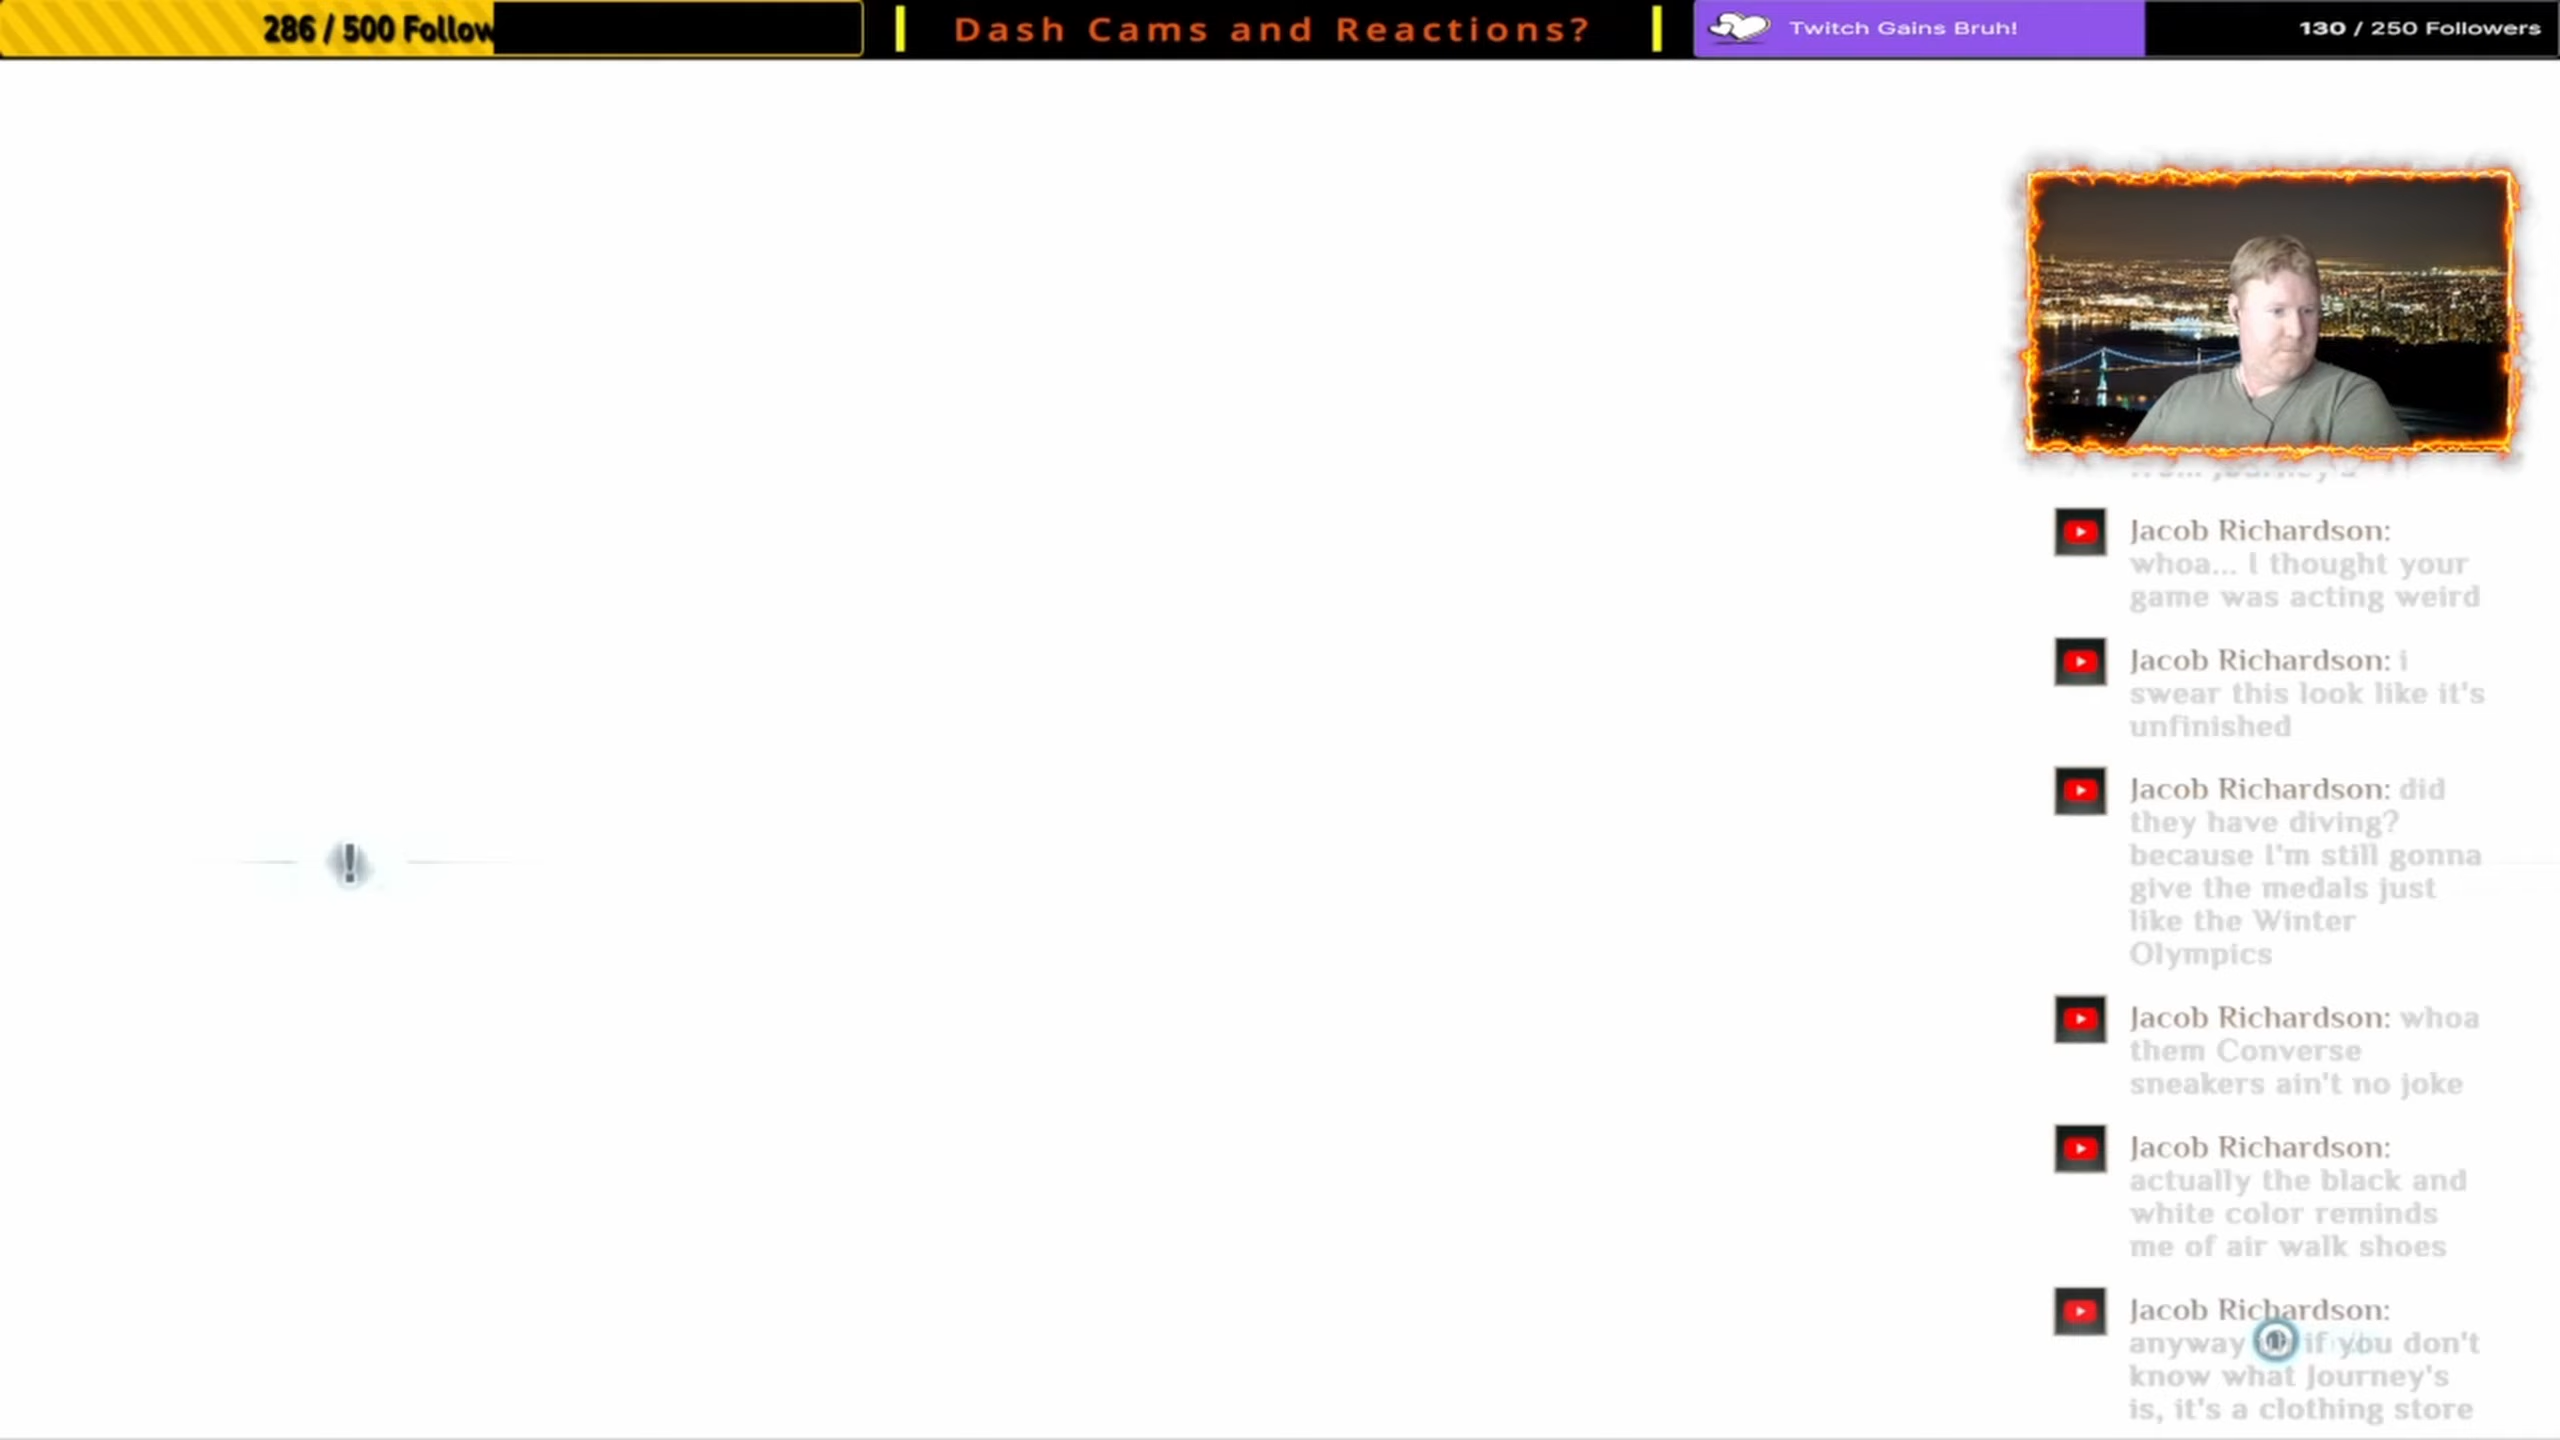 286 / 500 Follow
Dash Cams and Reactions?
Twitch Gains Bruh!
130 / 250 Followers
Jacob Richardson:
whoa... I thought your
game was acting weird
Jacob Richardson: i
swear this look like it's
unfinished
Jacob Richardson: did
they have diving?
because I'm still gonna
give the medals just
like the Winter
Olympics
Jacob Richardson: whoa
them Converse
sneakers ain't no joke
Jacob Richardson:
actually the black and
white color reminds
me of air walk shoes
Jacob Richardson:
anyway if you don't
know what Journey's
is, it's a clothing store